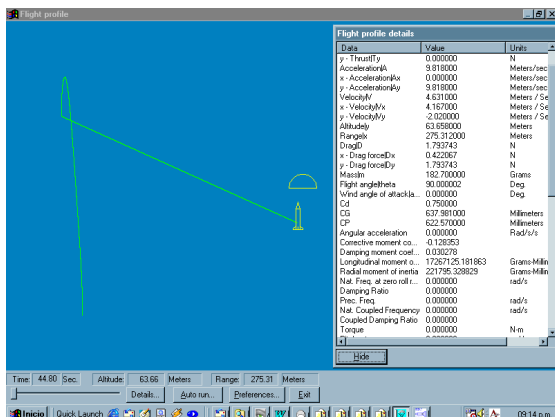 Flight profile
Flight profile details
Data Value Units
y - Thrust|Ty 0.000000 N
Acceleration|A 9.818000 Meters/sec
x - Acceleration|Ax 0.000000 Meters/sec
y - Acceleration|Ay 9.818000 Meters/sec
Velocity|V 4.631000 Meters / Se
x - Velocity|Vx 4.167000 Meters / Se
y - Velocity|Vy -2.020000 Meters / Se
Altitude|y 63.658000 Meters
Range|x 275.312000 Meters
Drag|D 1.793743 N
x - Drag force|Dx 0.422067 N
y - Drag force|Dy 1.793743 N
Mass|m 182.700000 Grams
Flight angle|theta 90.000002 Deg.
Wind angle of attack|a... 0.000000 Deg.
Cd 0.750000
CG 637.981000 Millimeters
CP 622.570000 Millimeters
Angular acceleration 0.000000 Rad/s/s
Corrective moment co... -0.128353
Damping moment coef... 0.030278
Longitudinal moment o... 17267125.181863 Grams-Millin
Radial moment of inertia 221795.328829 Grams-Millin
Nat. Freq. at zero roll r... 0.000000 rad/s
Damping Ratio 0.000000
Prec. Freq. 0.000000 rad/s
Nat. Coupled Frequency 0.000000 rad/s
Coupled Damping Ratio 0.000000
Torque 0.000000 N-m
Hide
Time: 44.80 Sec. Altitude: 63.66 Meters Range: 275.31 Meters
Details... Auto run... Preferences... Exit
Inicio Quick Launch 09:14 p.m.